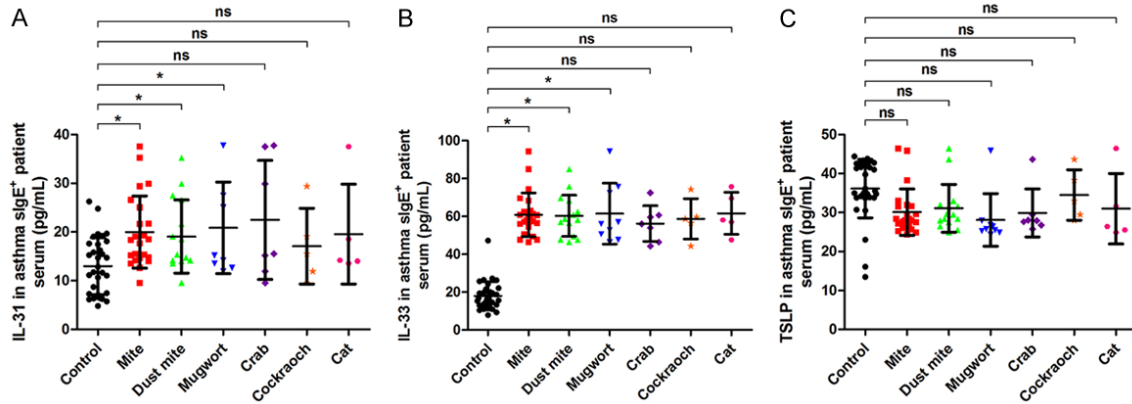 A
ns
ns
ns
*
*
*
IL-31 in asthma sIgE+ patient
serum (pg/mL)
40
30
20
10
0
Control
Mite
Dust mite
Mugwort
Crab
Cockraoch
Cat
B
ns
ns
ns
*
*
*
IL-33 in asthma sIgE+ patient
serum (pg/mL)
100
80
60
40
20
0
Control
Mite
Dust mite
Mugwort
Crab
Cockraoch
Cat
C
ns
ns
ns
ns
ns
ns
TSLP in asthma sIgE+ patient
serum (pg/mL)
50
40
30
20
10
0
Control
Mite
Dust mite
Mugwort
Crab
Cockraoch
Cat